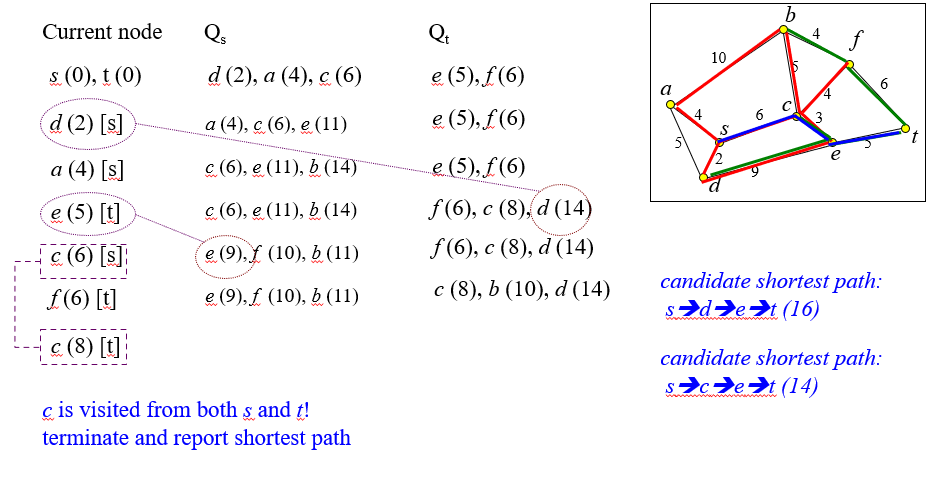 Current node Qs Qt
s (0), t (0) d (2), a (4), c (6) e (5), f (6)
d (2) [s] a (4), c (6), e (11) e (5), f (6)
a (4) [s] c (6), e (11), b (14) e (5), f (6)
e (5) [t] c (6), e (11), b (14) f (6), c (8), d (14)
c (6) [s] e (9), f (10), b (11) f (6), c (8), d (14)
f (6) [t] e (9), f (10), b (11) c (8), b (10), d (14)
c (8) [t]
c is visited from both s and t!
terminate and report shortest path
b
4
f
10
5
6
a
4
c
4
s
6
3
t
5
2
e
5
9
d
candidate shortest path:
s➔d➔e➔t (16)
candidate shortest path:
s➔c➔e➔t (14)